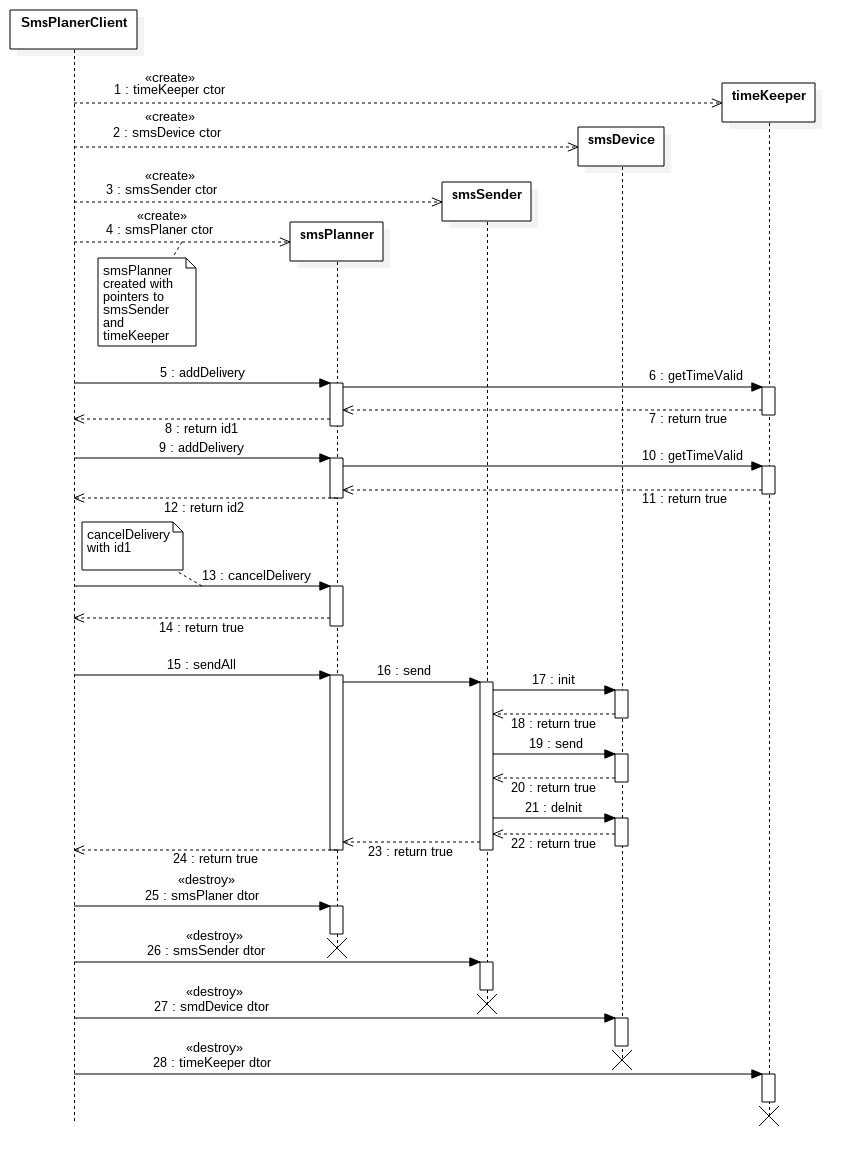 SmsPlanerClient
«create»
1 : timeKeeper ctor
timeKeeper
«create»
2 : smsDevice ctor
smsDevice
«create»
3 : smsSender ctor
smsSender
«create»
4 : smsPlaner ctor
smsPlanner
smsPlanner
created with
pointers to
smsSender
and
timeKeeper
5 : addDelivery
6 : getTimeValid
7 : return true
8 : return id1
9 : addDelivery
10 : getTimeValid
11 : return true
12 : return id2
cancelDelivery
with id1
13 : cancelDelivery
14 : return true
15 : sendAll
16 : send
17 : init
18 : return true
19 : send
20 : return true
21 : deInit
22 : return true
23 : return true
24 : return true
«destroy»
25 : smsPlaner dtor
«destroy»
26 : smsSender dtor
«destroy»
27 : smdDevice dtor
«destroy»
28 : timeKeeper dtor